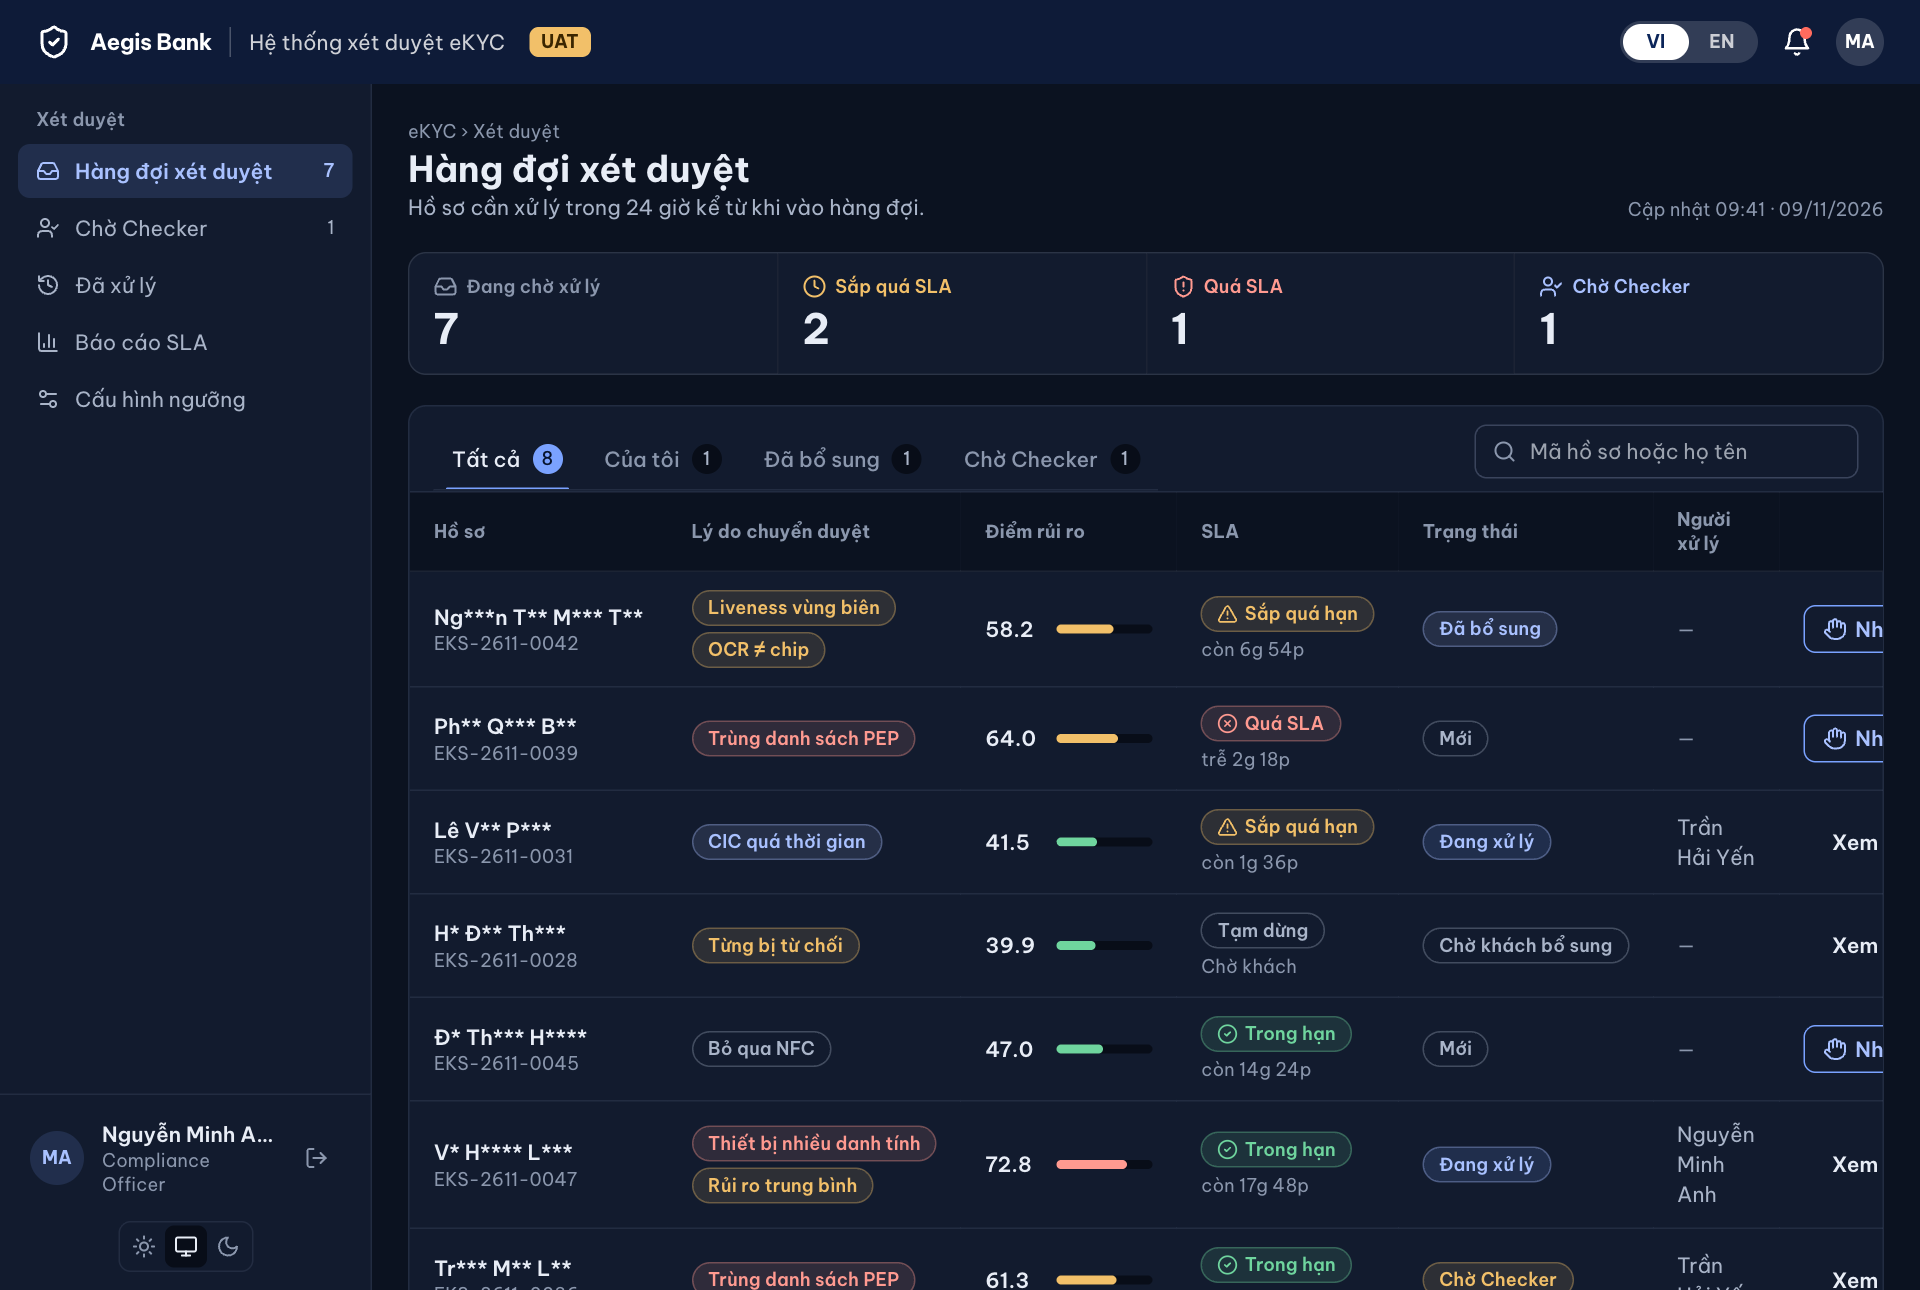 Aegis Bank
Hệ thống xét duyệt eKYC
UAT
VI
EN
MA
Xét duyệt
Hàng đợi xét duyệt 7
Chờ Checker 1
Đã xử lý
Báo cáo SLA
Cấu hình ngưỡng
MA
Nguyễn Minh A...
Compliance
Officer
eKYC › Xét duyệt
Hàng đợi xét duyệt
Hồ sơ cần xử lý trong 24 giờ kể từ khi vào hàng đợi.
Cập nhật 09:41 · 09/11/2026
Đang chờ xử lý
7
Sắp quá SLA
2
Quá SLA
1
Chờ Checker
1
Tất cả 8
Của tôi 1
Đã bổ sung 1
Chờ Checker 1
Mã hồ sơ hoặc họ tên
Hồ sơ
Lý do chuyển duyệt
Điểm rủi ro
SLA
Trạng thái
Người
xử lý
Ng***n T** M*** T**
EKS-2611-0042
Liveness vùng biên
OCR ≠ chip
58.2
Sắp quá hạn
còn 6g 54p
Đã bổ sung
—
Nh
Ph** Q*** B**
EKS-2611-0039
Trùng danh sách PEP
64.0
Quá SLA
trễ 2g 18p
Mới
—
Nh
Lê V** P***
EKS-2611-0031
CIC quá thời gian
41.5
Sắp quá hạn
còn 1g 36p
Đang xử lý
Trần
Hải Yến
Xem
H* Đ** Th***
EKS-2611-0028
Từng bị từ chối
39.9
Tạm dừng
Chờ khách
Chờ khách bổ sung
—
Xem
Đ* Th*** H****
EKS-2611-0045
Bỏ qua NFC
47.0
Trong hạn
còn 14g 24p
Mới
—
Nh
V* H**** L***
EKS-2611-0047
Thiết bị nhiều danh tính
Rủi ro trung bình
72.8
Trong hạn
còn 17g 48p
Đang xử lý
Nguyễn
Minh
Anh
Xem
Tr*** M** L**
Trùng danh sách PEP
61.3
Trong hạn
Chờ Checker
Trần
Xem